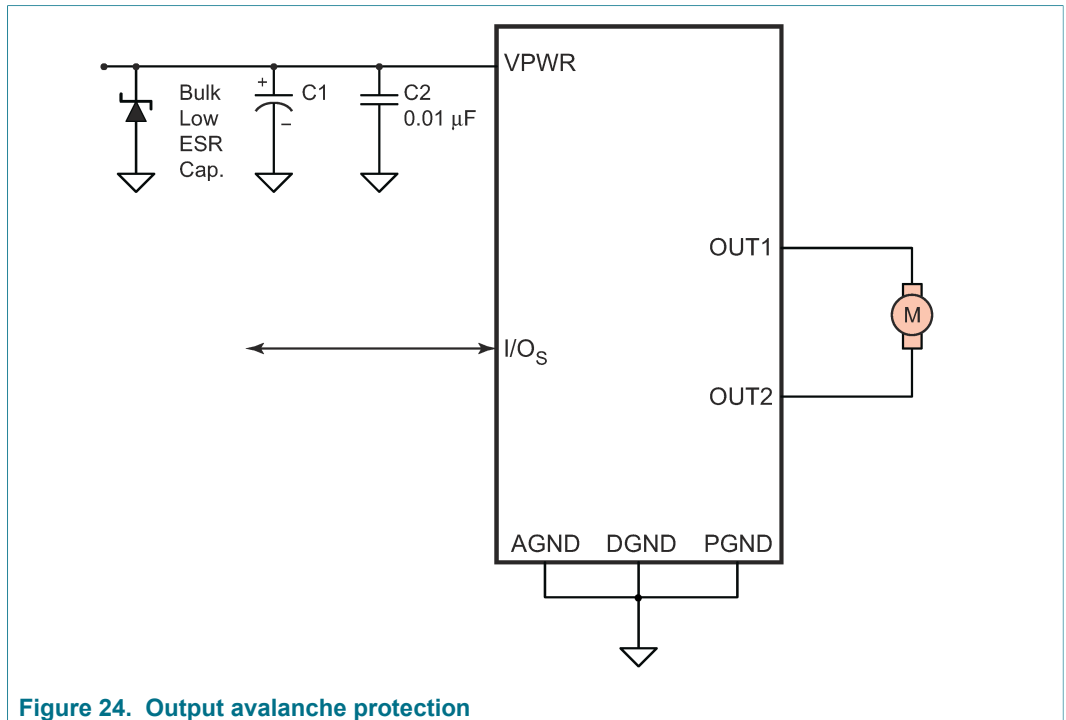 VPWR
Bulk
Low
ESR
Cap.
+
C1
–
C2
0.01 μF
OUT1
M
I/OS
OUT2
AGND DGND PGND
Figure 24. Output avalanche protection